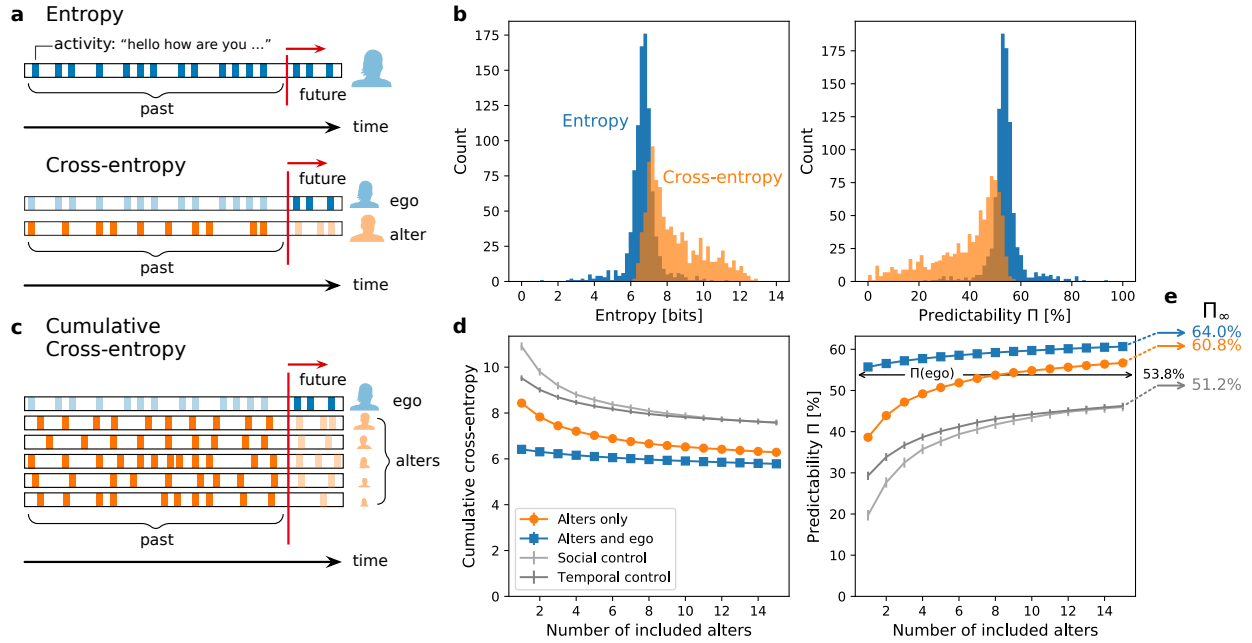 a
Entropy
activity: “hello how are you ...”
future
past
time
Cross-entropy
future
ego
alter
past
time
c
Cumulative
Cross-entropy
future
ego
alters
past
time
b
175
150
125
100
75
50
25
0
Count
Entropy
Cross-entropy
0 2 4 6 8 10 12 14
Entropy [bits]
175
150
125
100
75
50
25
0
Count
0 20 40 60 80 100
Predictability Π [%]
d
10
8
6
4
2
0
Cumulative cross-entropy
Alters only
Alters and ego
Social control
Temporal control
2 4 6 8 10 12 14
Number of included alters
60
50
40
30
20
10
0
Predictability Π [%]
Π(ego)
53.8%
2 4 6 8 10 12 14
Number of included alters
e
Π∞
64.0%
60.8%
51.2%